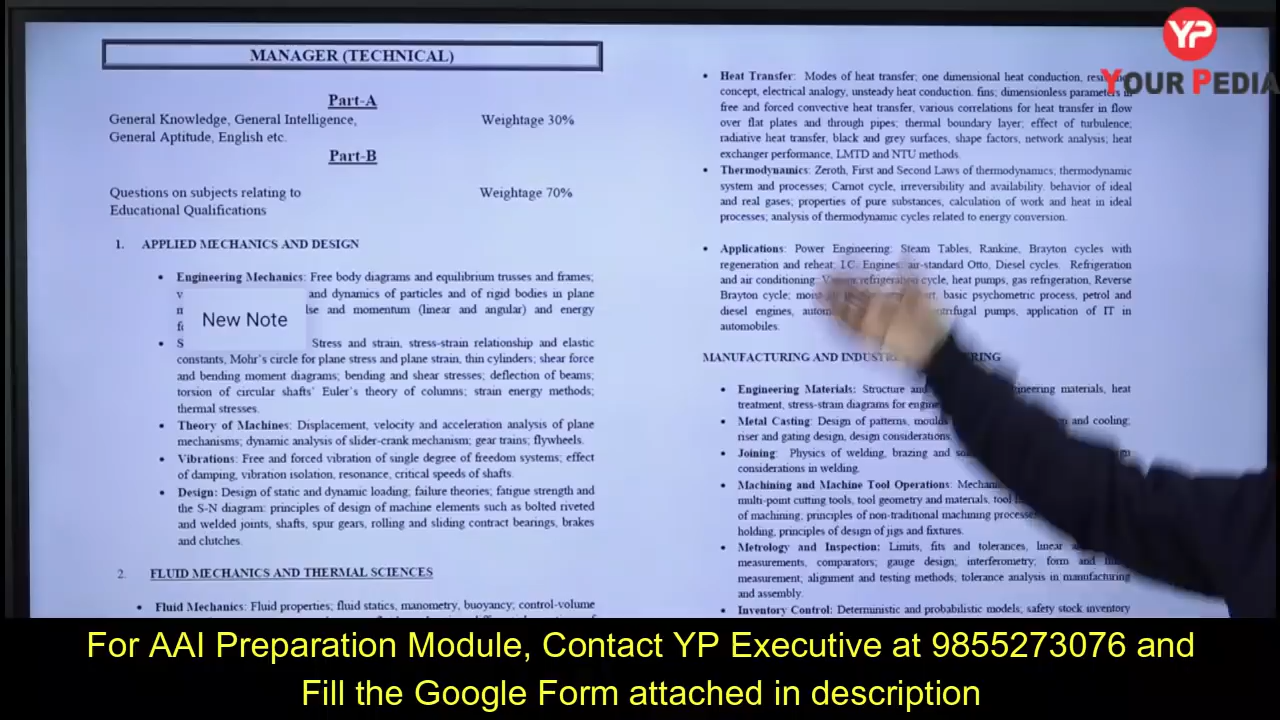 YP
YOUR PEDIA
MANAGER (TECHNICAL)
Part-A
General Knowledge, General Intelligence, Weightage 30%
General Aptitude, English etc.
Part-B
Questions on subjects relating to Weightage 70%
Educational Qualifications
1. APPLIED MECHANICS AND DESIGN
• Engineering Mechanics: Free body diagrams and equilibrium trusses and frames;
and dynamics of particles and of rigid bodies in plane
and momentum (linear and angular) and energy
New Note
• S Stress and strain, stress-strain relationship and elastic
constants, Mohr's circle for plane stress and plane strain, thin cylinders; shear force
and bending moment diagrams; bending and shear stresses; deflection of beams;
torsion of circular shafts' Euler's theory of columns; strain energy methods;
thermal stresses.
• Theory of Machines: Displacement, velocity and acceleration analysis of plane
mechanisms; dynamic analysis of slider-crank mechanism; gear trains; flywheels.
• Vibrations: Free and forced vibration of single degree of freedom systems; effect
of damping, vibration isolation, resonance, critical speeds of shafts.
• Design: Design of static and dynamic loading, failure theories; fatigue strength and
the S-N diagram: principles of design of machine elements such as bolted riveted
and welded joints, shafts, spur gears, rolling and sliding contract bearings, brakes
and clutches.
2. FLUID MECHANICS AND THERMAL SCIENCES
• Fluid Mechanics: Fluid properties; fluid statics, manometry, buoyancy; control-volume
• Heat Transfer: Modes of heat transfer; one dimensional heat conduction,
concept, electrical analogy, unsteady heat conduction. fins; dimensionless parameters in
free and forced convective heat transfer, various correlations for heat transfer in flow
over flat plates and through pipes; thermal boundary layer; effect of turbulence;
radiative heat transfer, black and grey surfaces, shape factors, network analysis; heat
exchanger performance, LMTD and NTU methods.
• Thermodynamics: Zeroth, First and Second Laws of thermodynamics, thermodynamic
system and processes; Carnot cycle, irreversibility and availability. behavior of ideal
and real gases; properties of pure substances, calculation of work and heat in ideal
processes; analysis of thermodynamic cycles related to energy conversion.
• Applications: Power Engineering: Steam Tables, Rankine, Brayton cycles with
regeneration and reheat; I.C. Engines: air-standard Otto, Diesel cycles. Refrigeration
and air conditioning: refrigeration cycle, heat pumps, gas refrigeration, Reverse
Brayton cycle; basic psychometric process, petrol and
diesel engines, pumps, application of IT in
automobiles.
MANUFACTURING AND
• Engineering Materials: Structure and engineering materials, heat
treatment, stress-strain diagrams for
• Metal Casting: Design of patterns, and cooling;
riser and gating design, design considerations.
• Joining: Physics of welding, brazing and
considerations in welding.
• Machining and Machine Tool Operations:
multi-point cutting tools, tool geometry and materials, tool
of machining, principles of non-traditional machining
holding, principles of design of jigs and fixtures.
• Metrology and Inspection: Limits, fits and tolerances, linear
measurements, comparators; gauge design; interferometry; form and
measurement; alignment and testing methods, tolerance analysis in manufacturing
and assembly.
• Inventory Control: Deterministic and probabilistic models; safety stock inventory
For AAI Preparation Module, Contact YP Executive at 9855273076 and
Fill the Google Form attached in description